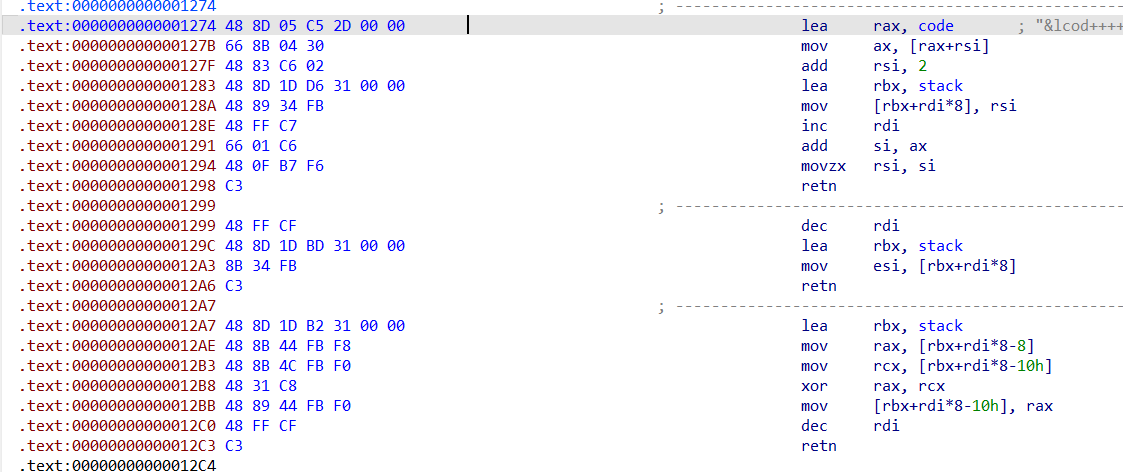 .text:0000000000001274 ; ---------------------------------------------------------
.text:0000000000001274 48 8D 05 C5 2D 00 00 lea rax, code ; "&lcod++++
.text:000000000000127B 66 8B 04 30 mov ax, [rax+rsi]
.text:000000000000127F 48 83 C6 02 add rsi, 2
.text:0000000000001283 48 8D 1D D6 31 00 00 lea rbx, stack
.text:000000000000128A 48 89 34 FB mov [rbx+rdi*8], rsi
.text:000000000000128E 48 FF C7 inc rdi
.text:0000000000001291 66 01 C6 add si, ax
.text:0000000000001294 48 0F B7 F6 movzx rsi, si
.text:0000000000001298 C3 retn
.text:0000000000001299 ; ---------------------------------------------------------
.text:0000000000001299 48 FF CF dec rdi
.text:000000000000129C 48 8D 1D BD 31 00 00 lea rbx, stack
.text:00000000000012A3 8B 34 FB mov esi, [rbx+rdi*8]
.text:00000000000012A6 C3 retn
.text:00000000000012A7 ; ---------------------------------------------------------
.text:00000000000012A7 48 8D 1D B2 31 00 00 lea rbx, stack
.text:00000000000012AE 48 8B 44 FB F8 mov rax, [rbx+rdi*8-8]
.text:00000000000012B3 48 8B 4C FB F0 mov rcx, [rbx+rdi*8-10h]
.text:00000000000012B8 48 31 C8 xor rax, rcx
.text:00000000000012BB 48 89 44 FB F0 mov [rbx+rdi*8-10h], rax
.text:00000000000012C0 48 FF CF dec rdi
.text:00000000000012C3 C3 retn
.text:00000000000012C4